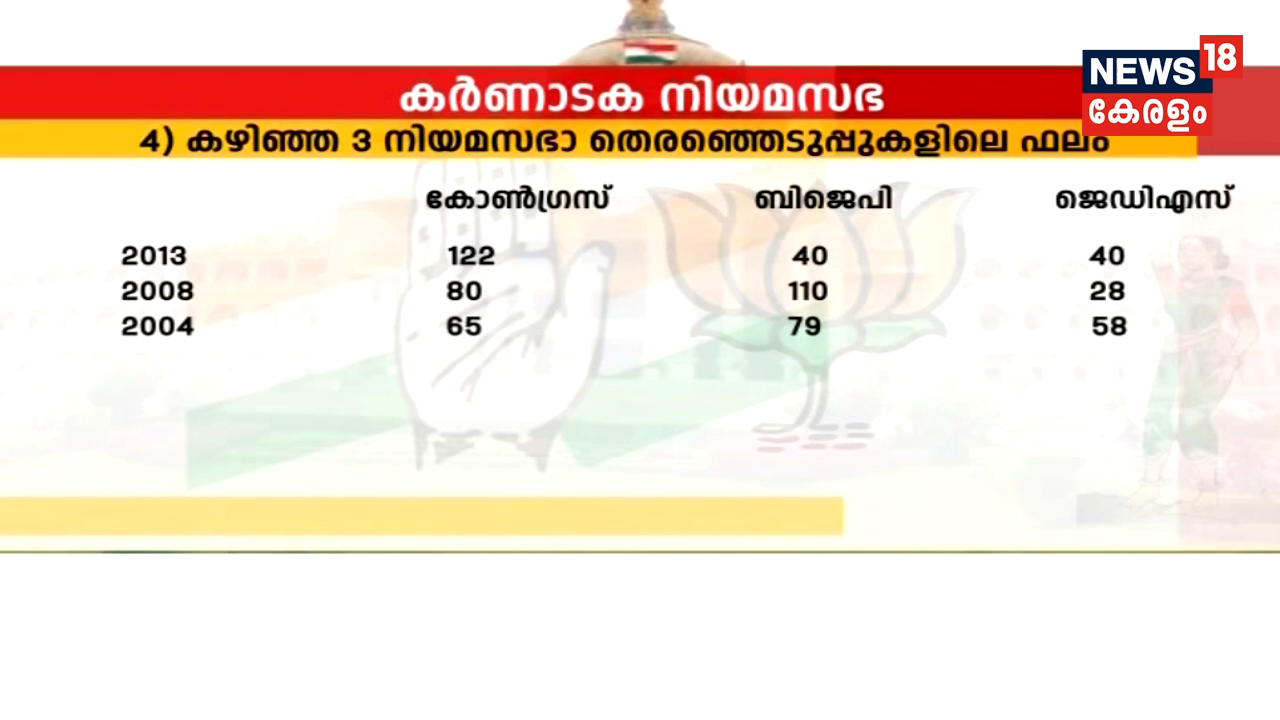 NEWS 18
കേരളം
കർണാടക നിയമസഭ
4) കഴിഞ്ഞ 3 നിയമസഭാ തെരഞ്ഞെടുപ്പുകളിലെ ഫലം
കോൺഗ്രസ് ബിജെപി ജെഡിഎസ്
2013 122 40 40
2008 80 110 28
2004 65 79 58